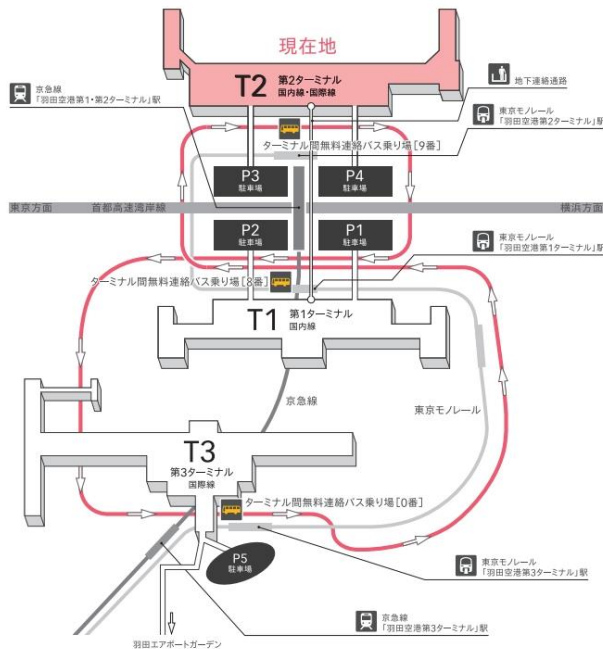 現在地
T2
第2ターミナル
国内線・国際線
京急線
「羽田空港第1・第2ターミナル」駅
地下連絡通路
東京モノレール
「羽田空港第2ターミナル」駅
ターミナル間無料連絡バス乗り場[9番]
P3
駐車場
P4
駐車場
東京方面
首都高速湾岸線
横浜方面
P2
駐車場
P1
駐車場
東京モノレール
「羽田空港第1ターミナル」駅
ターミナル間無料連絡バス乗り場[8番]
T1
第1ターミナル
国内線
京急線
東京モノレール
T3
第3ターミナル
国際線
ターミナル間無料連絡バス乗り場[0番]
P5
駐車場
東京モノレール
「羽田空港第3ターミナル」駅
京急線
「羽田空港第3ターミナル」駅
羽田エアポートガーデン